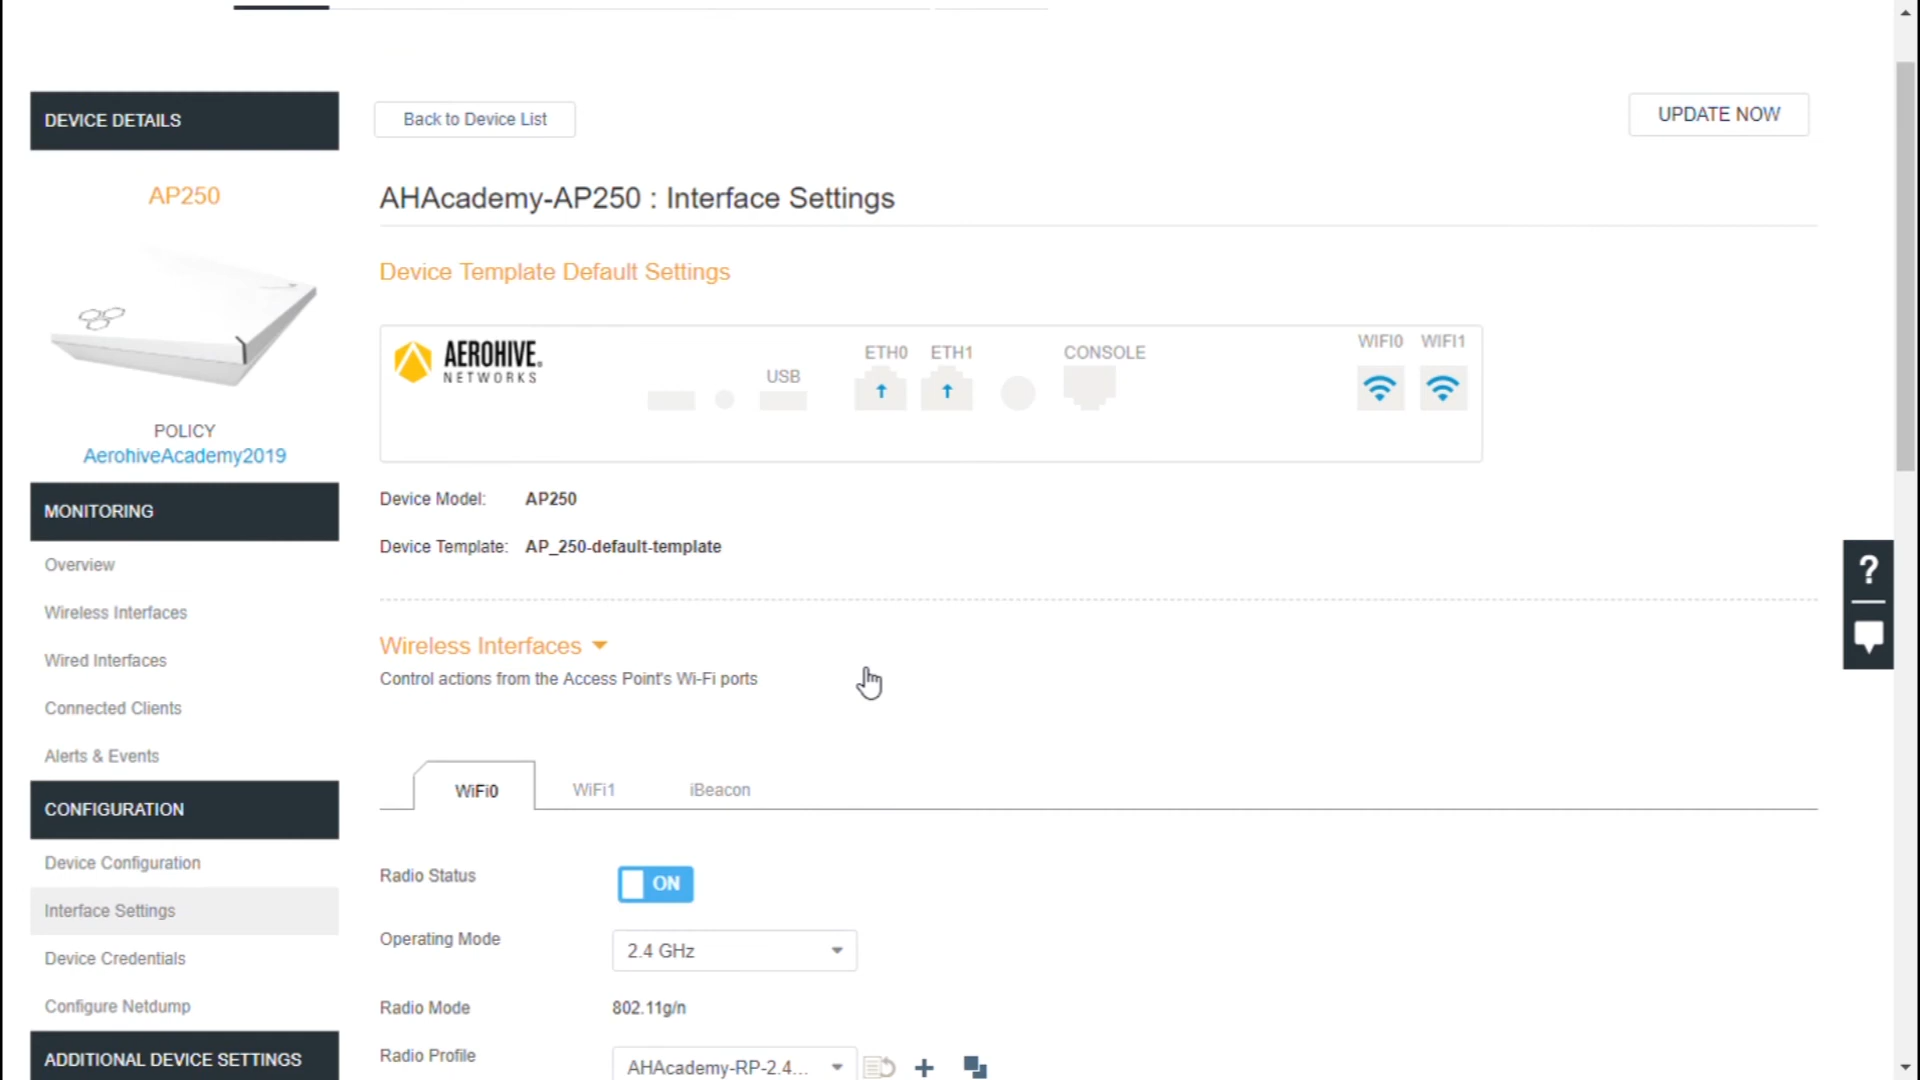 DEVICE DETAILS
Back to Device List
UPDATE NOW
AP250
AHAcademy-AP250 : Interface Settings
Device Template Default Settings
AEROHIVE
NETWORKS
USB
ETH0
ETH1
CONSOLE
WIFI0
WIFI1
POLICY
AerohiveAcademy2019
Device Model:
AP250
Device Template:
AP_250-default-template
MONITORING
Overview
Wireless Interfaces
Wired Interfaces
Connected Clients
Alerts & Events
CONFIGURATION
Device Configuration
Interface Settings
Device Credentials
Configure Netdump
ADDITIONAL DEVICE SETTINGS
Wireless Interfaces
Control actions from the Access Point's Wi-Fi ports
WiFi0
WiFi1
iBeacon
Radio Status
ON
Operating Mode
2.4 GHz
Radio Mode
802.11g/n
Radio Profile
AHAcademy-RP-2.4...
?